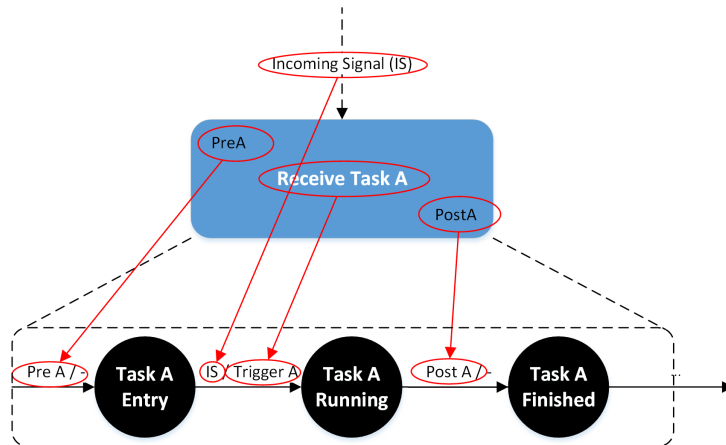 Incoming Signal (IS)
PreA
Receive Task A
PostA
Pre A / -
Task A
Entry
IS / Trigger A
Task A
Running
Post A / -
Task A
Finished
...